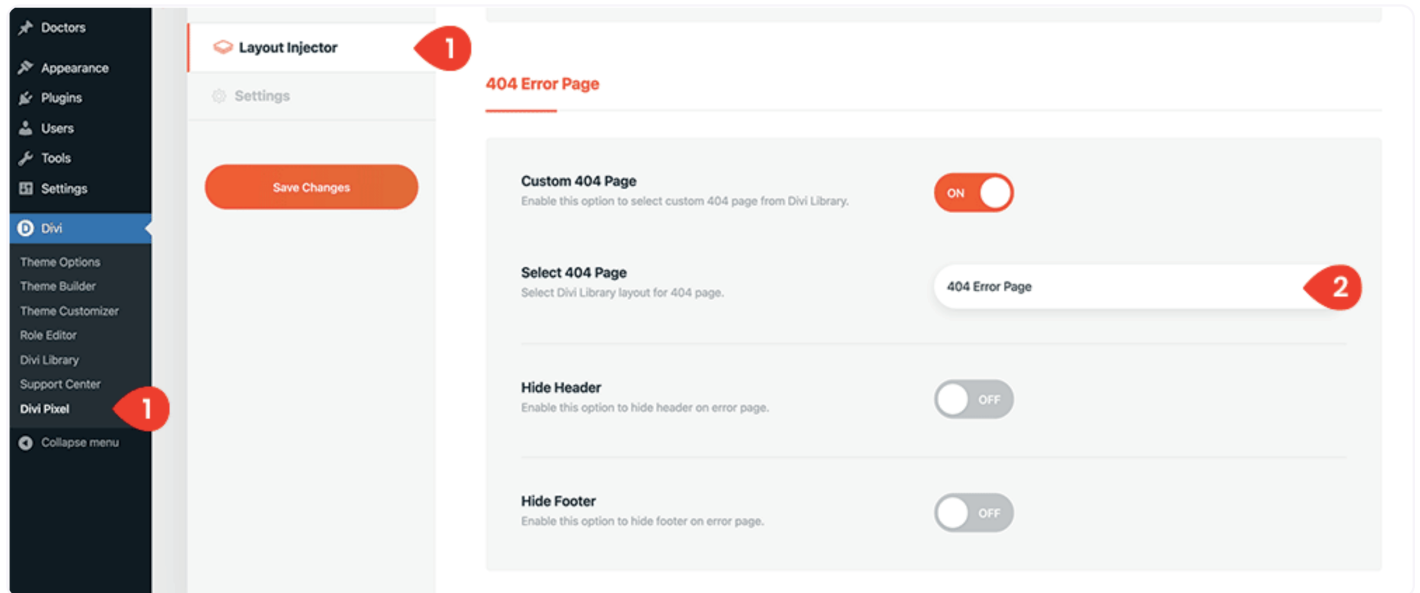 Doctors
Appearance
Plugins
Users
Tools
Settings
D Divi
Theme Options
Theme Builder
Theme Customizer
Role Editor
Divi Library
Support Center
Divi Pixel
1
Collapse menu
Layout Injector
1
Settings
Save Changes
404 Error Page
Custom 404 Page
Enable this option to select custom 404 page from Divi Library.
ON
Select 404 Page
Select Divi Library layout for 404 page.
404 Error Page
2
Hide Header
Enable this option to hide header on error page.
OFF
Hide Footer
Enable this option to hide footer on error page.
OFF